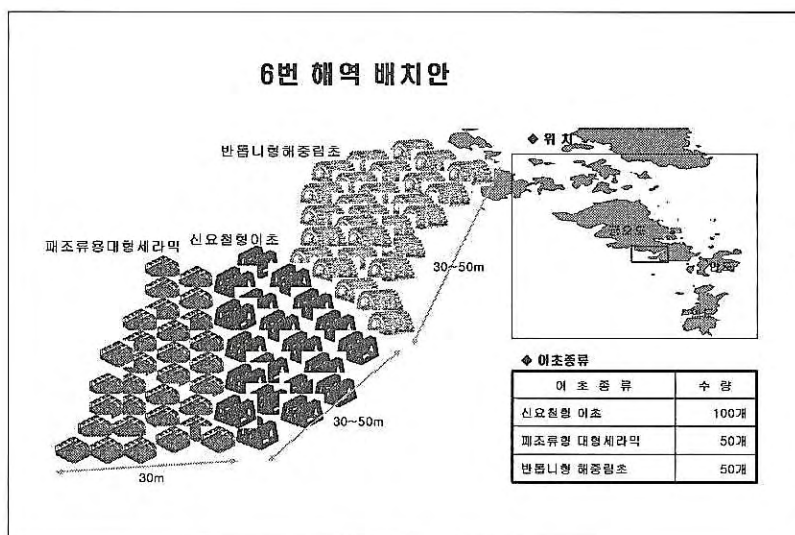 6번 해역 배치안
반톱니형해중림초
◆ 위 치
신요철형어초
패조류용대형세라믹
30~50m
30~50m
30m
◆ 어초종류
어 초 종 류 수 량
신요철형 어초 100개
패조류형 대형세라믹 50개
반톱니형 해중림초 50개